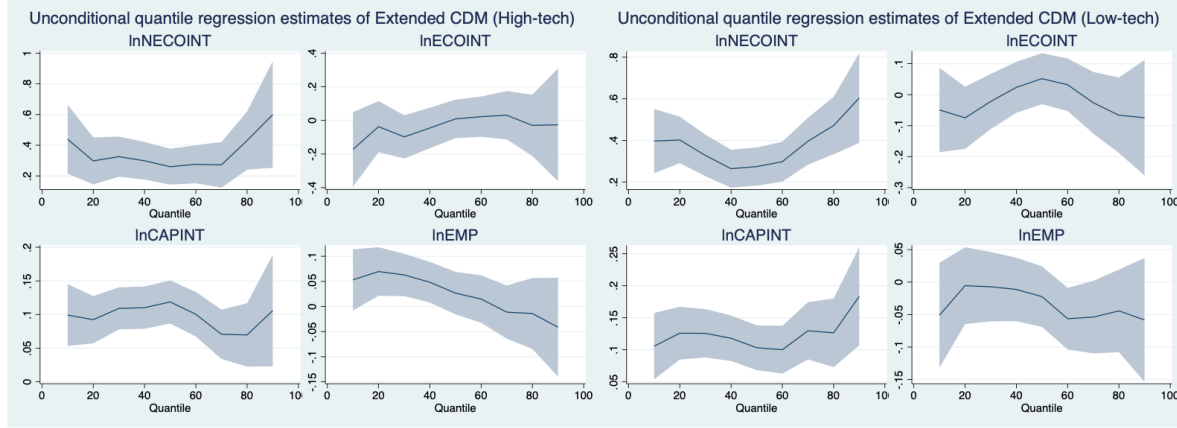 Unconditional quantile regression estimates of Extended CDM (High-tech)
lnNECOINT
.2 .4 .6 .8 1
0 20 40 60 80 100
Quantile
lnECOINT
-.4 -.2 0 .2 .4
0 20 40 60 80 10
Quantile
lnCAPINT
0 .05 .1 .15 .2
0 20 40 60 80 100
Quantile
lnEMP
-.15 -.1 -.05 0 .05 .1
0 20 40 60 80 10
Quantile
Unconditional quantile regression estimates of Extended CDM (Low-tech)
lnNECOINT
.2 .4 .6 .8
0 20 40 60 80 100
Quantile
lnECOINT
-.3 -.2 -.1 0 .1
0 20 40 60 80 10
Quantile
lnCAPINT
.05 .1 .15 .2 .25
0 20 40 60 80 100
Quantile
lnEMP
-.15 -.1 -.05 0 .05
0 20 40 60 80 10
Quantile